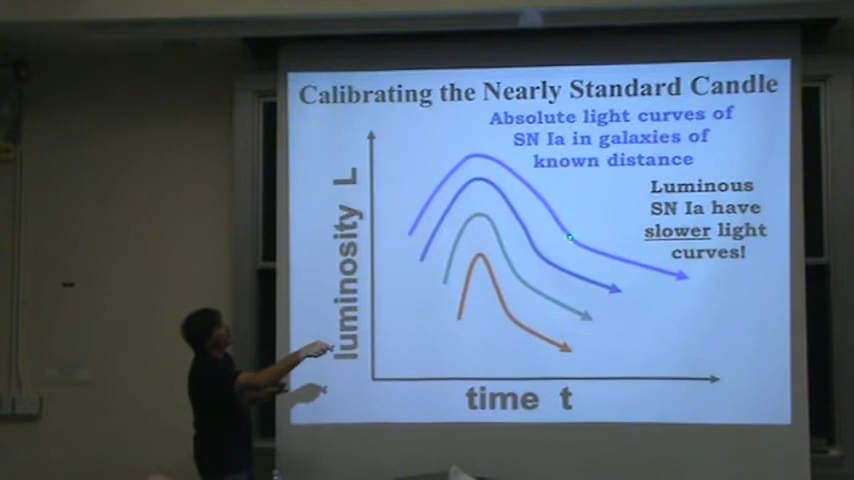 Calibrating the Nearly Standard Candle
Absolute light curves of
SN Ia in galaxies of
known distance
Luminous
SN Ia have
slower light
curves!
luminosity L
time t